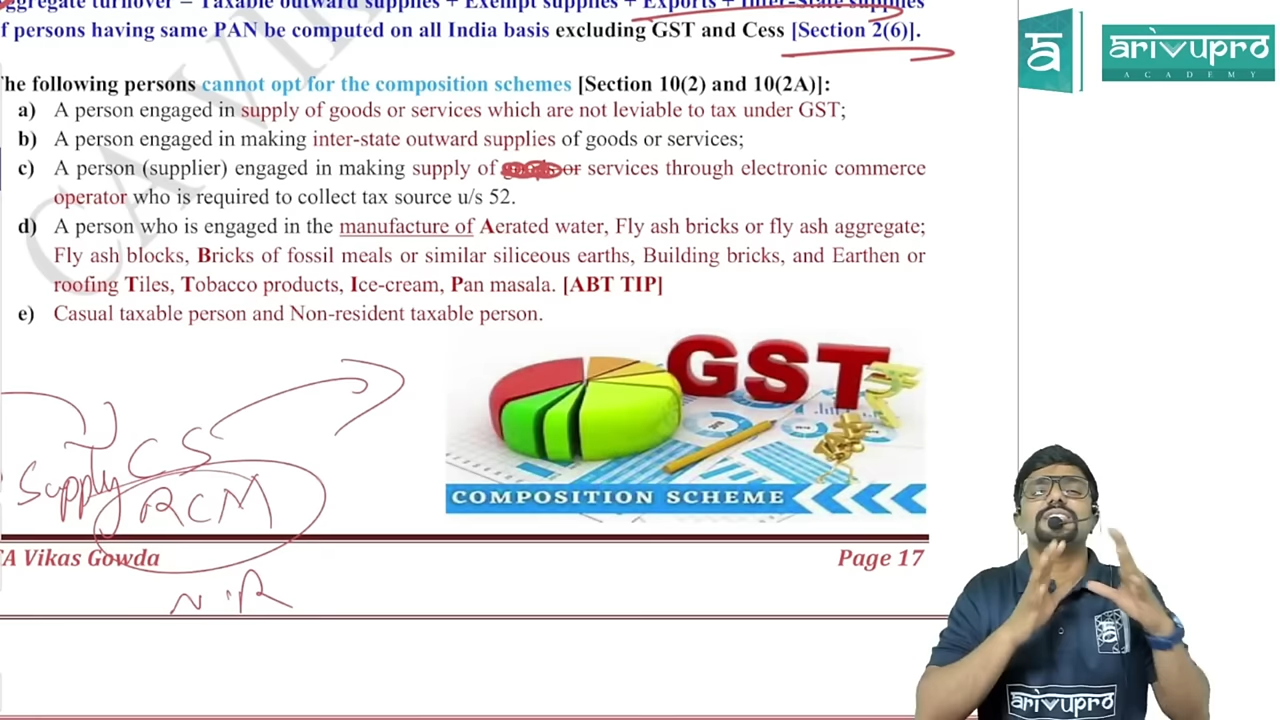 ggregate turnover = Taxable outward supplies + Exempt supplies + Exports + Inter-State supplies
f persons having same PAN be computed on all India basis excluding GST and Cess [Section 2(6)].
he following persons cannot opt for the composition schemes [Section 10(2) and 10(2A)]:
a) A person engaged in supply of goods or services which are not leviable to tax under GST;
b) A person engaged in making inter-state outward supplies of goods or services;
c) A person (supplier) engaged in making supply of goods or services through electronic commerce
operator who is required to collect tax source u/s 52.
d) A person who is engaged in the manufacture of Aerated water, Fly ash bricks or fly ash aggregate;
Fly ash blocks, Bricks of fossil meals or similar siliceous earths, Building bricks, and Earthen or
roofing Tiles, Tobacco products, Ice-cream, Pan masala. [ABT TIP]
e) Casual taxable person and Non-resident taxable person.
GST
COMPOSITION SCHEME
Supply CS
RCM
N.R
CA Vikas Gowda
Page 17
arivupro
ACADEMY
arivupro